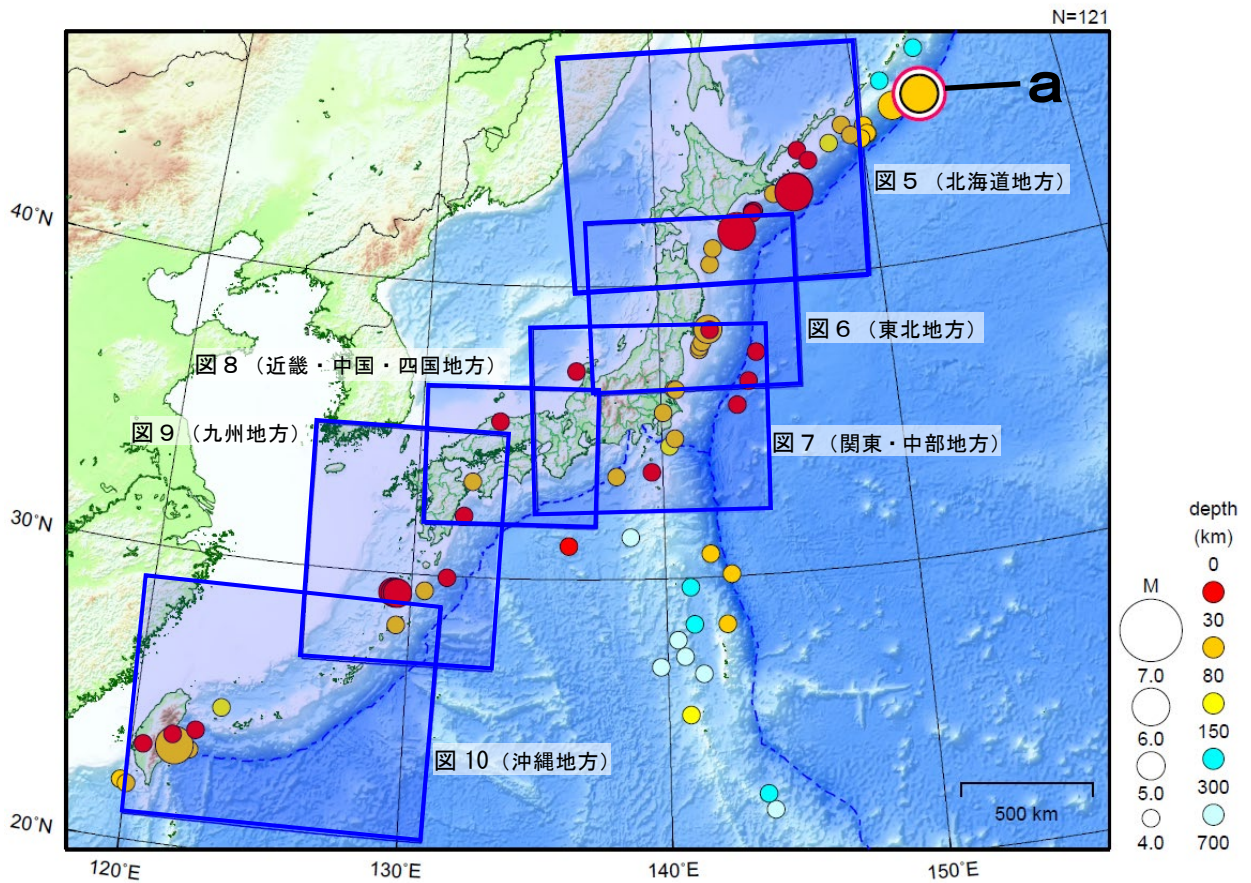 N=121
a
図5（北海道地方）
40°N
図6（東北地方）
図8（近畿・中国・四国地方）
図9（九州地方）
図7（関東・中部地方）
30°N
depth
(km)
0
M
30
7.0
80
6.0
150
図10（沖縄地方）
5.0
300
500 km
4.0
700
20°N
120°E
130°E
140°E
150°E